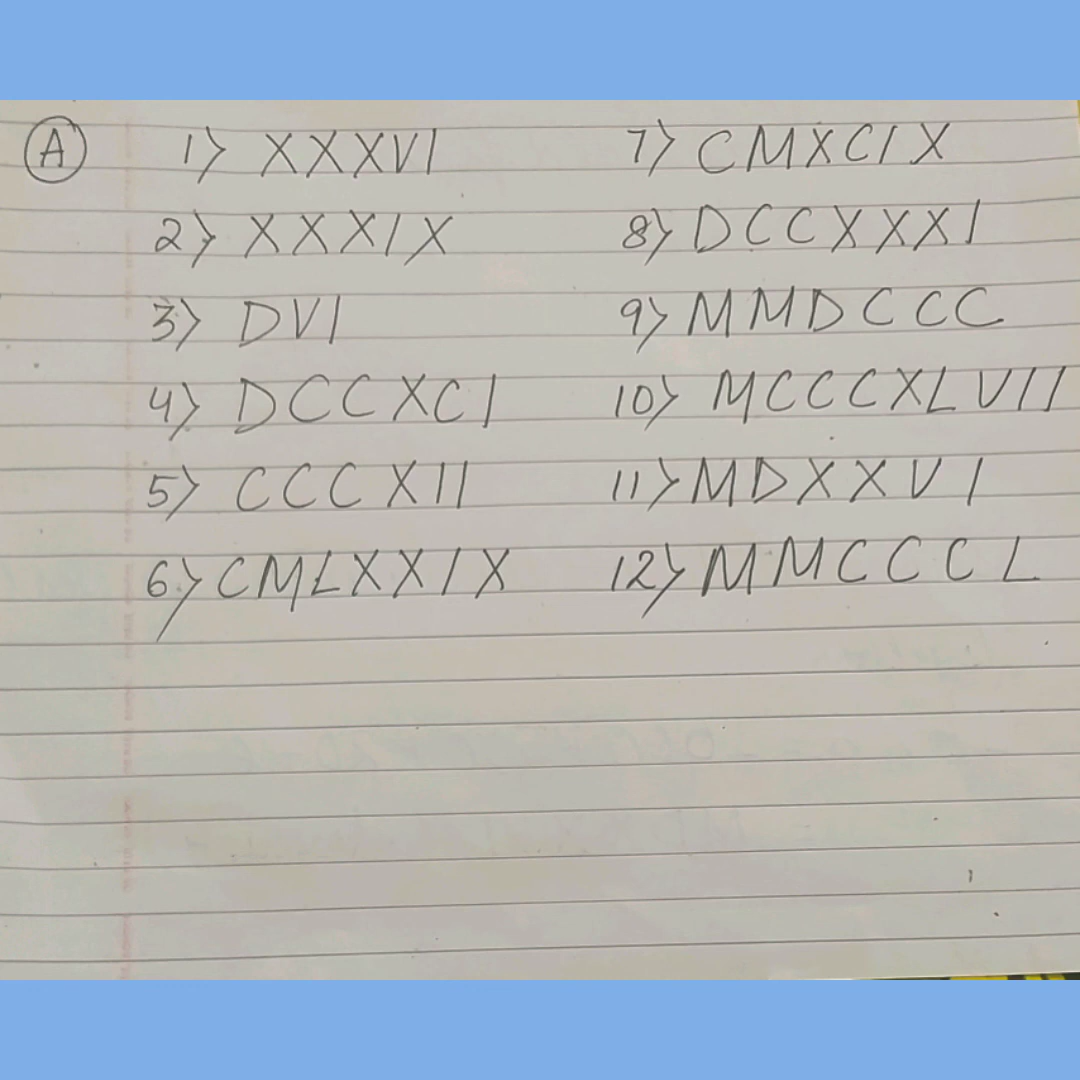 A 1) XXXVI 7) CMXCIX
2) XXXIX 8) DCCXXXI
3) DVI 9) MMDCCC
4) DCCXCI 10) MCCCXLVII
5) CCCXII 11) MDXXVI
6) CMLXXIX 12) MMCCCL